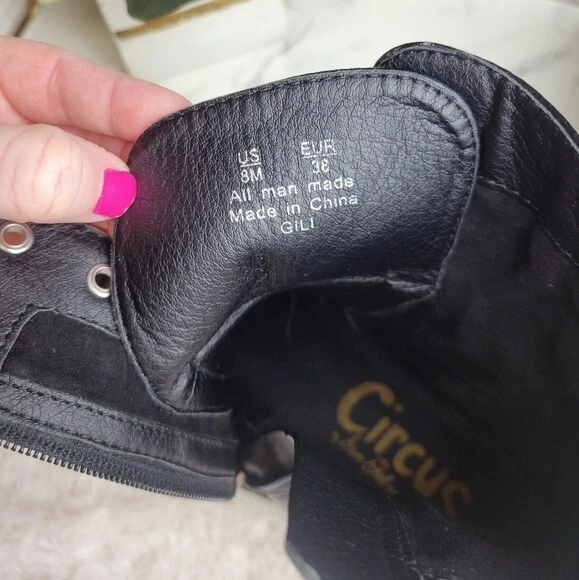 US EUR
8M 38
All man made
Made in China
GILI
Circus